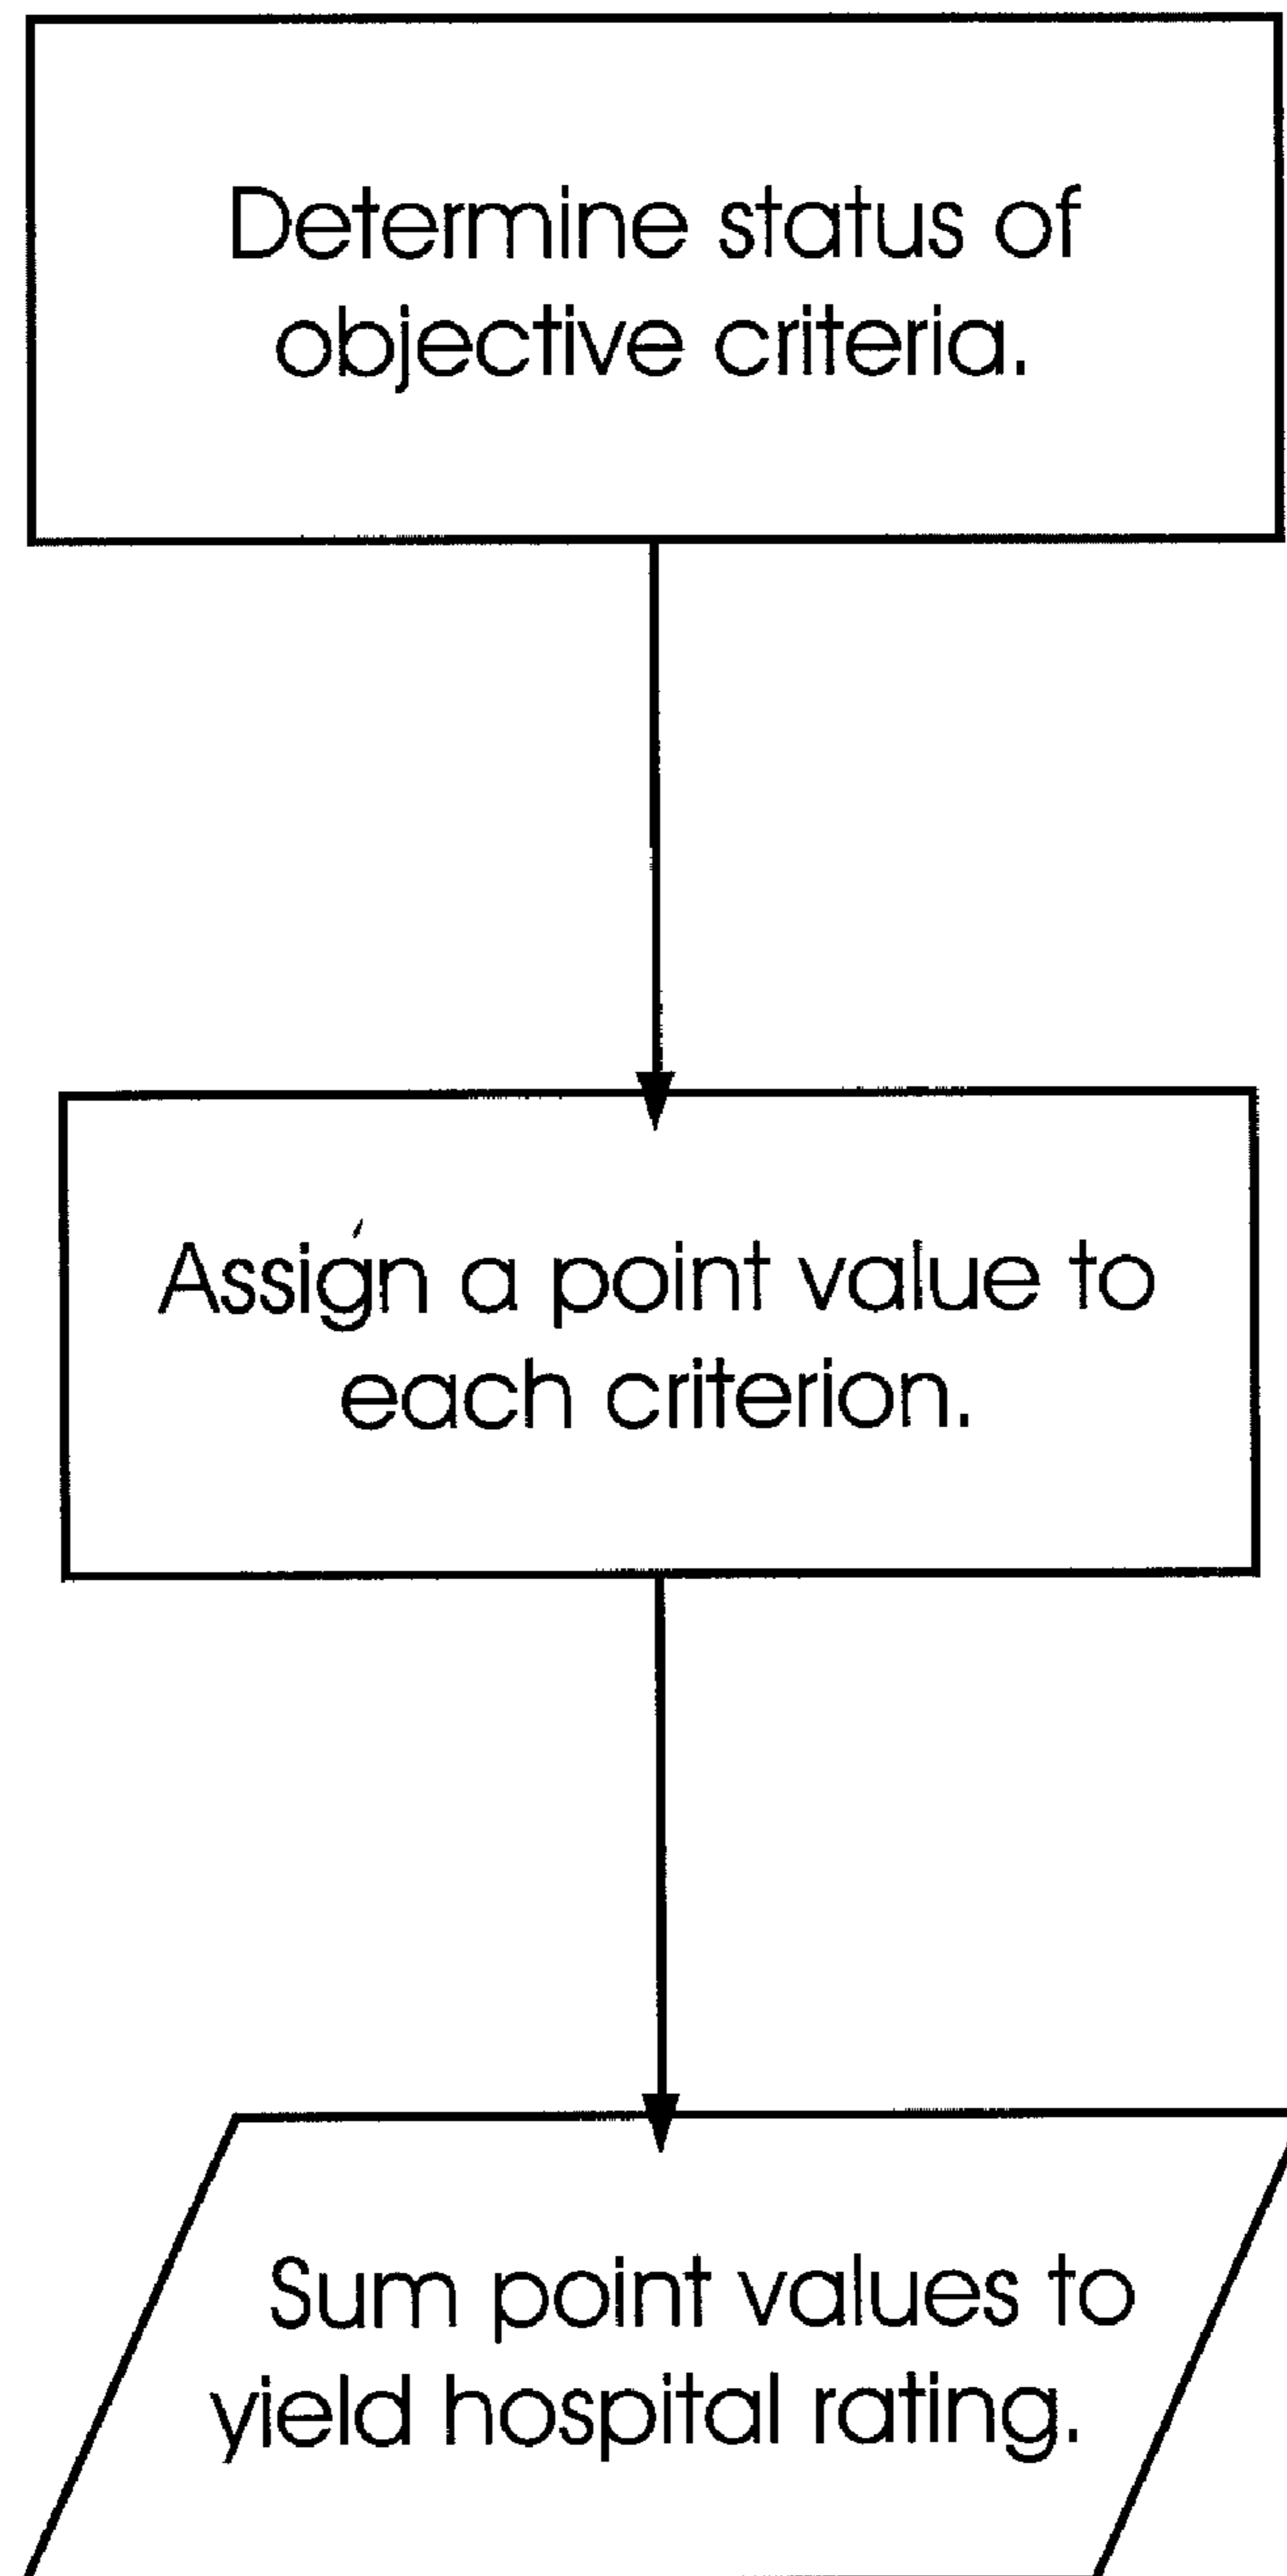 Determine status of
objective criteria.
Assign a point value to
each criterion.
Sum point values to
yield hospital rating.